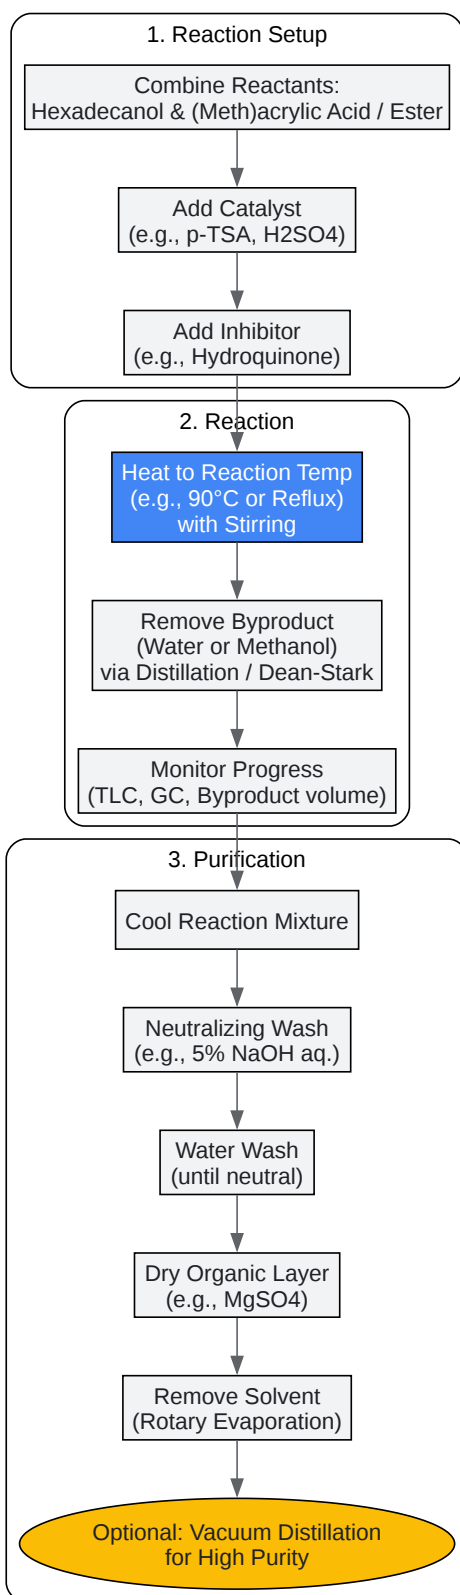 1. Reaction Setup
Combine Reactants:
Hexadecanol & (Meth)acrylic Acid / Ester
Add Catalyst
(e.g., p-TSA, H2SO4)
Add Inhibitor
(e.g., Hydroquinone)
2. Reaction
Heat to Reaction Temp
(e.g., 90°C or Reflux)
with Stirring
Remove Byproduct
(Water or Methanol)
via Distillation / Dean-Stark
Monitor Progress
(TLC, GC, Byproduct volume)
3. Purification
Cool Reaction Mixture
Neutralizing Wash
(e.g., 5% NaOH aq.)
Water Wash
(until neutral)
Dry Organic Layer
(e.g., MgSO4)
Remove Solvent
(Rotary Evaporation)
Optional: Vacuum Distillation
for High Purity